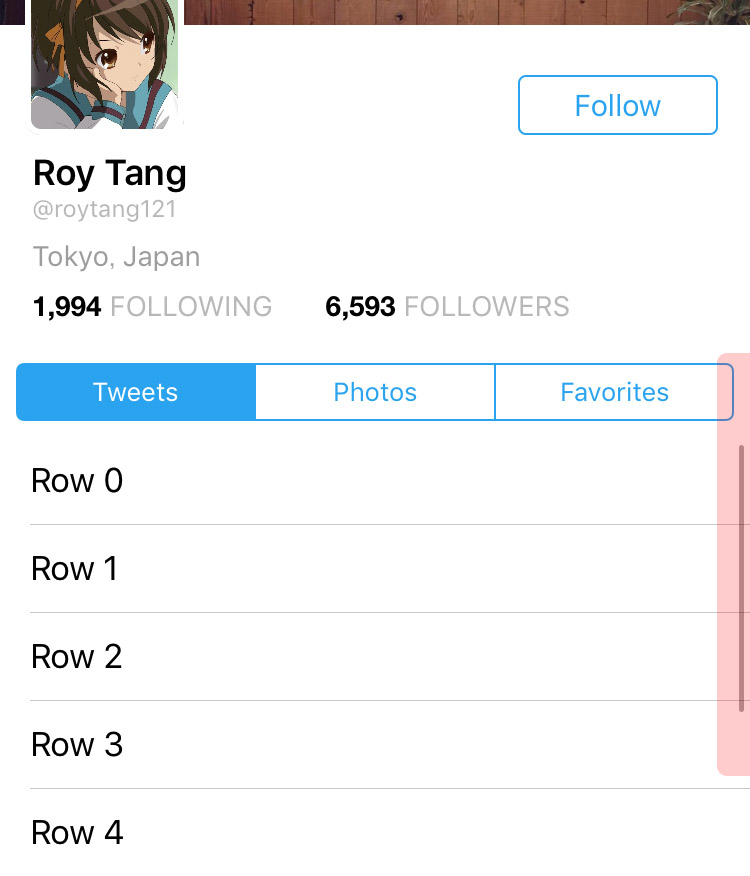 Follow
Roy Tang
@roytang121
Tokyo, Japan
1,994 FOLLOWING 6,593 FOLLOWERS
Tweets Photos Favorites
Row 0
Row 1
Row 2
Row 3
Row 4